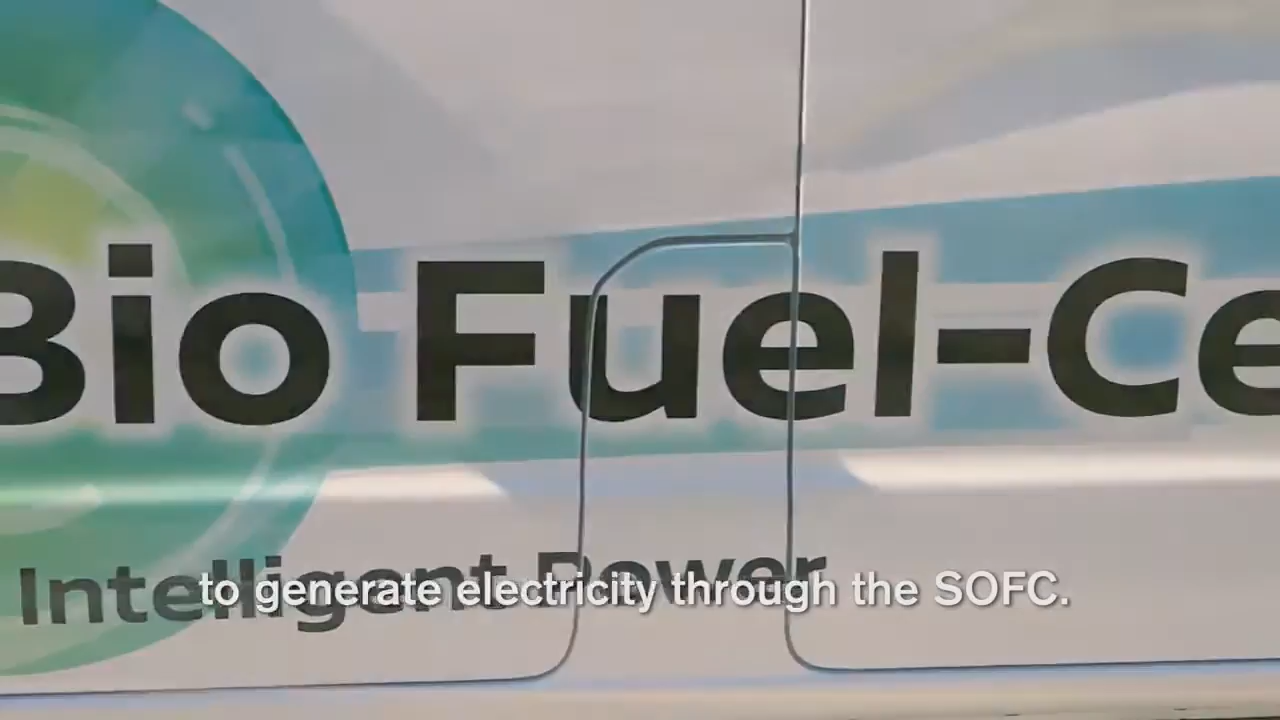 Bio Fuel-Ce
Intelligent Power
to generate electricity through the SOFC.